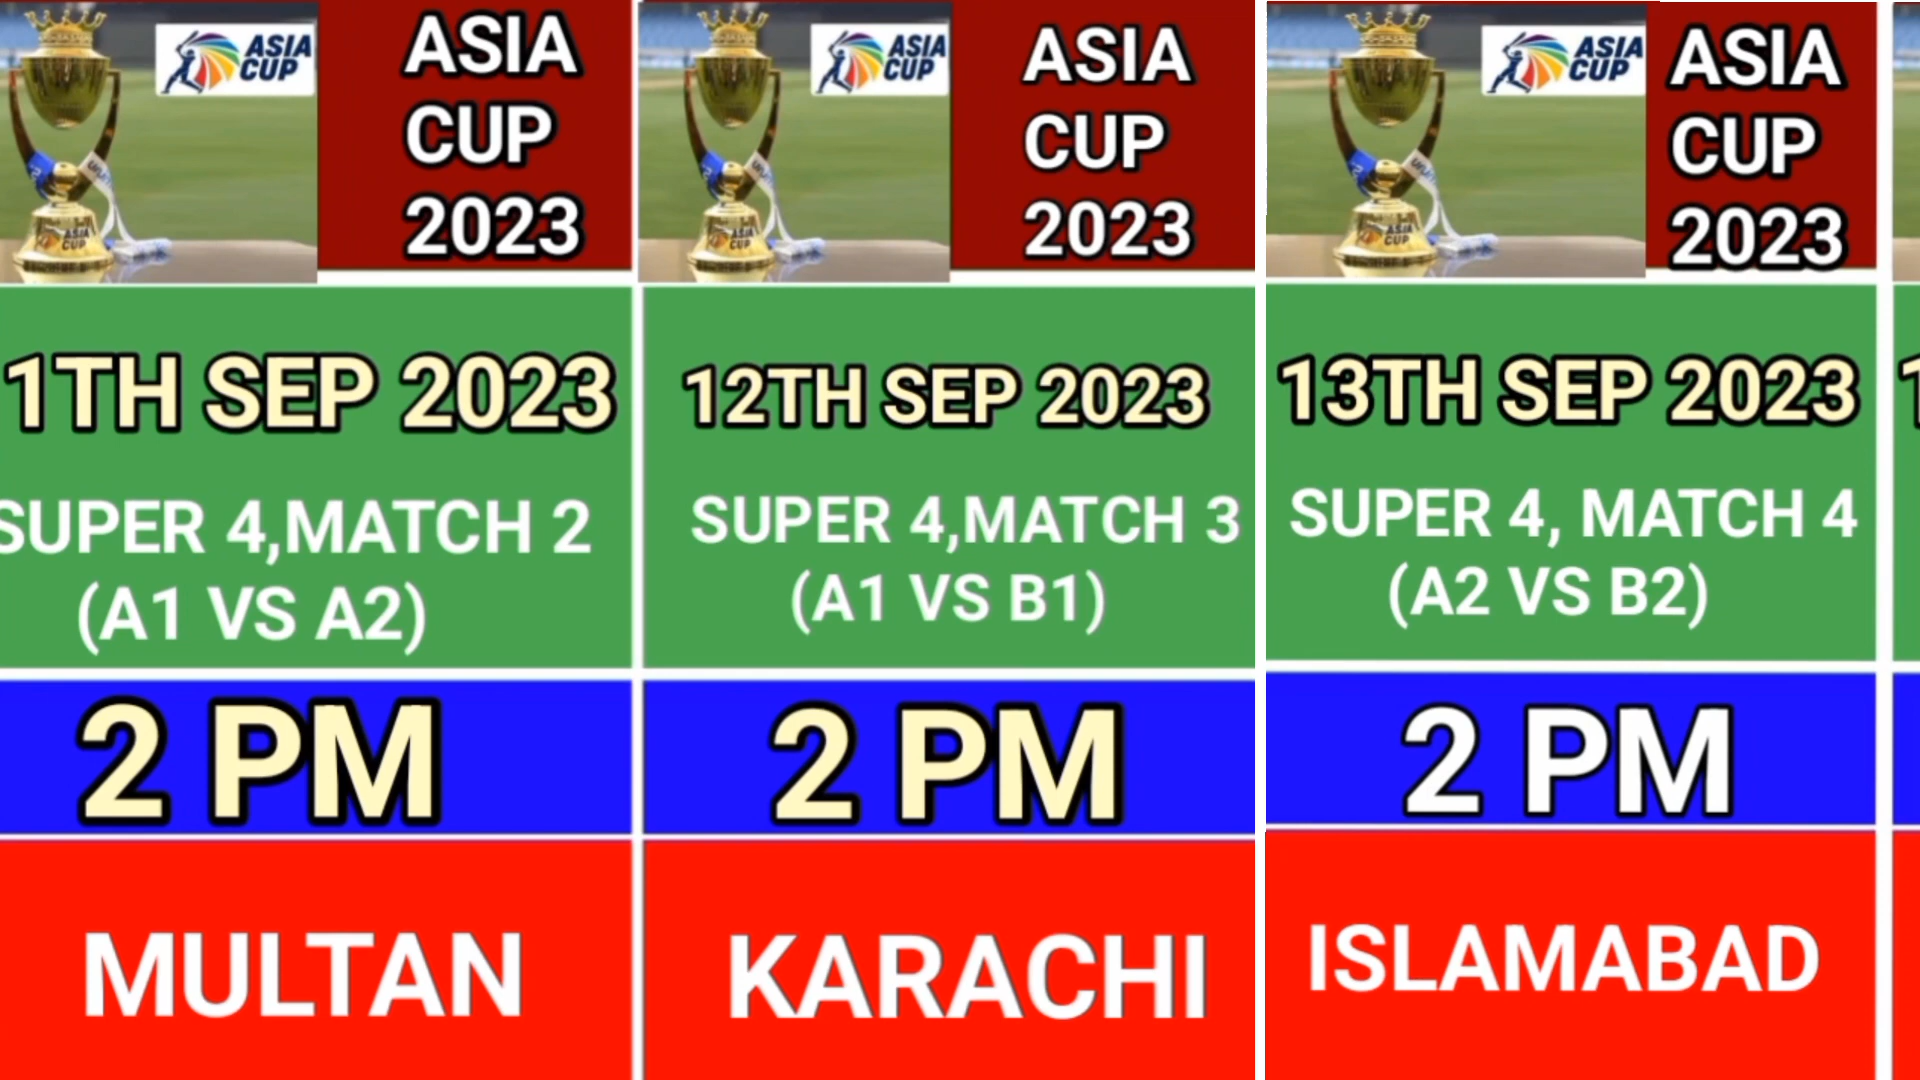 ASIA
CUP
ASIA
CUP
2023
1TH SEP 2023
SUPER 4,MATCH 2
(A1 VS A2)
2 PM
MULTAN
ASIA
CUP
ASIA
CUP
2023
12TH SEP 2023
SUPER 4,MATCH 3
(A1 VS B1)
2 PM
KARACHI
ASIA
CUP
ASIA
CUP
2023
13TH SEP 2023
SUPER 4, MATCH 4
(A2 VS B2)
2 PM
ISLAMABAD